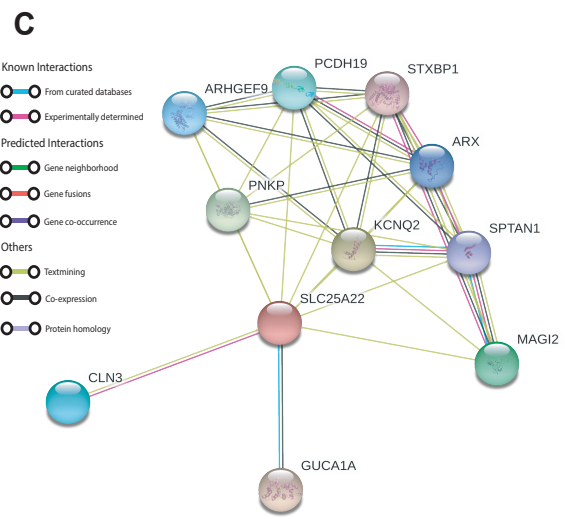 C
Known Interactions
From curated databases
Experimentally determined
Predicted Interactions
Gene neighborhood
Gene fusions
Gene co-occurrence
Others
Textmining
Co-expression
Protein homology
PCDH19
STXBP1
ARHGEF9
ARX
PNKP
KCNQ2
SPTAN1
SLC25A22
MAGI2
CLN3
GUCA1A